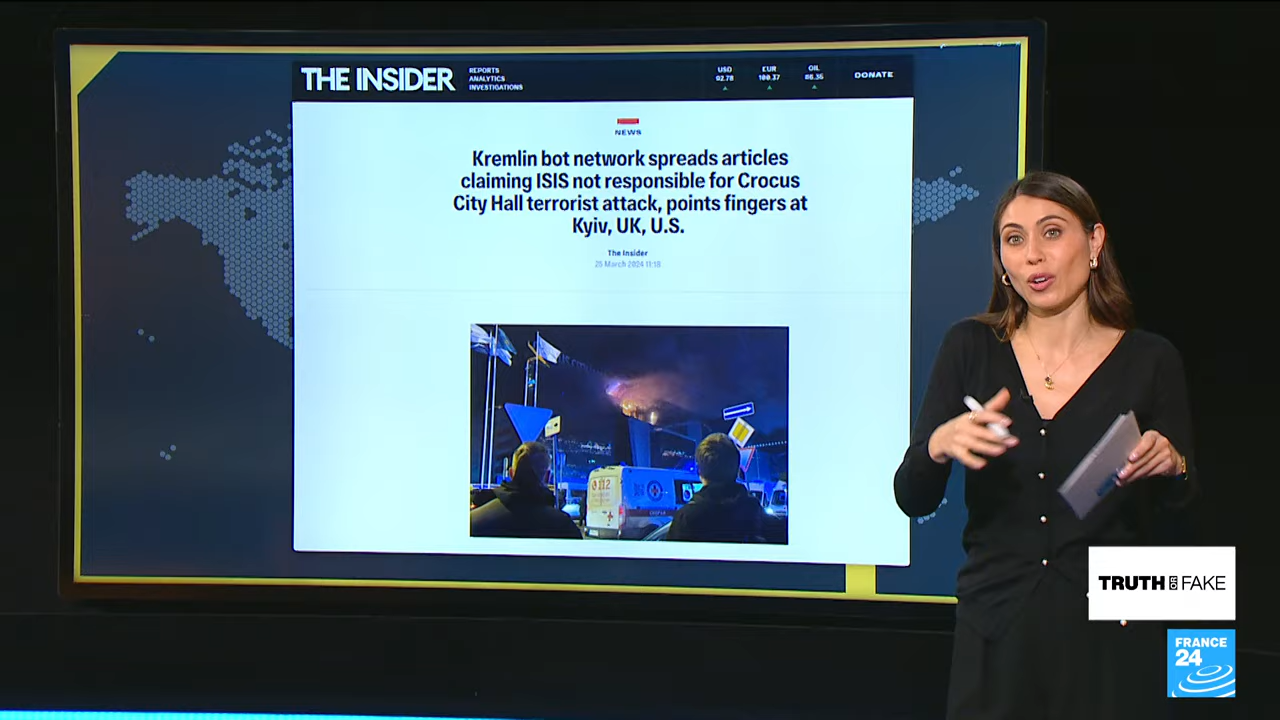 THE INSIDER
REPORTS
ANALYTICS
INVESTIGATIONS
USD
92.78
EUR
100.37
OIL
86.36
DONATE
NEWS
Kremlin bot network spreads articles
claiming ISIS not responsible for Crocus
City Hall terrorist attack, points fingers at
Kyiv, UK, U.S.
The Insider
25 March 2024 11:18
112
TRUTH OR FAKE
FRANCE
24